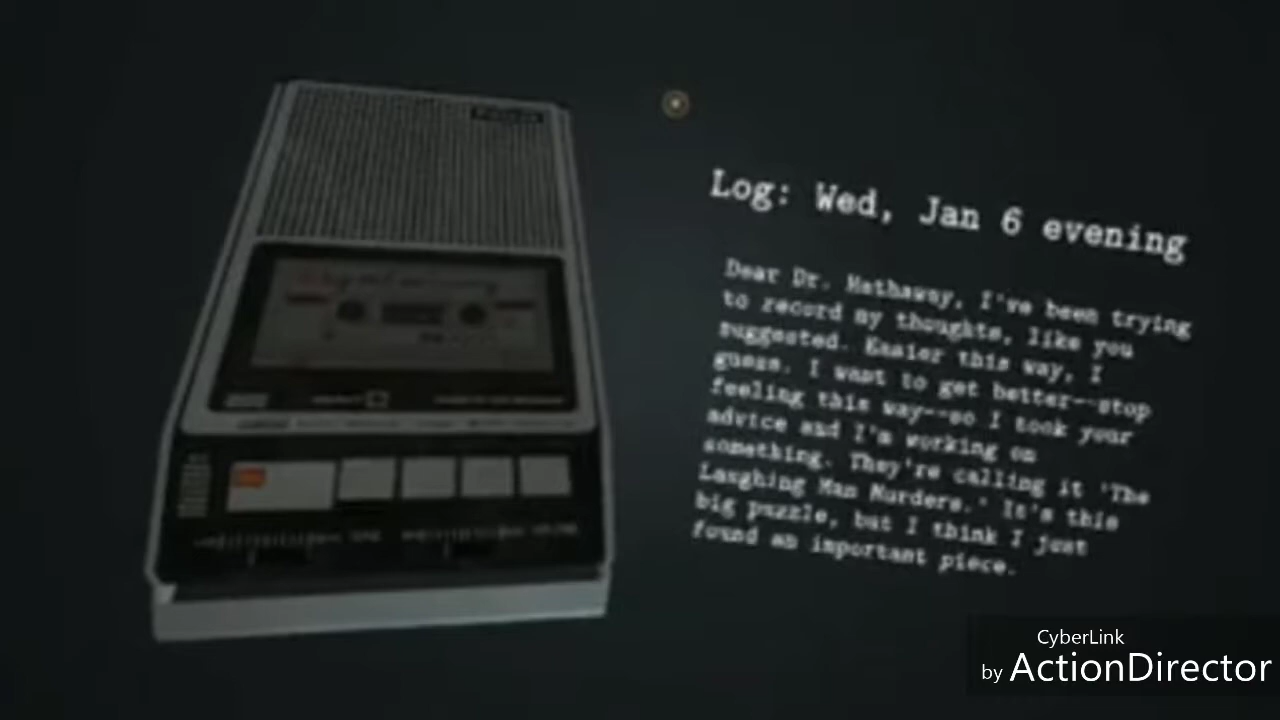 Log: Wed, Jan 6 evening
Dear Dr. Hathaway, I've been trying
to record my thoughts, like you
suggested. Easier this way, I
guess. I want to get better--stop
feeling this way--so I took your
advice and I'm working on
something. They're calling it 'The
Laughing Man Murders.' It's this
big puzzle, but I think I just
found an important piece.
CyberLink
by ActionDirector